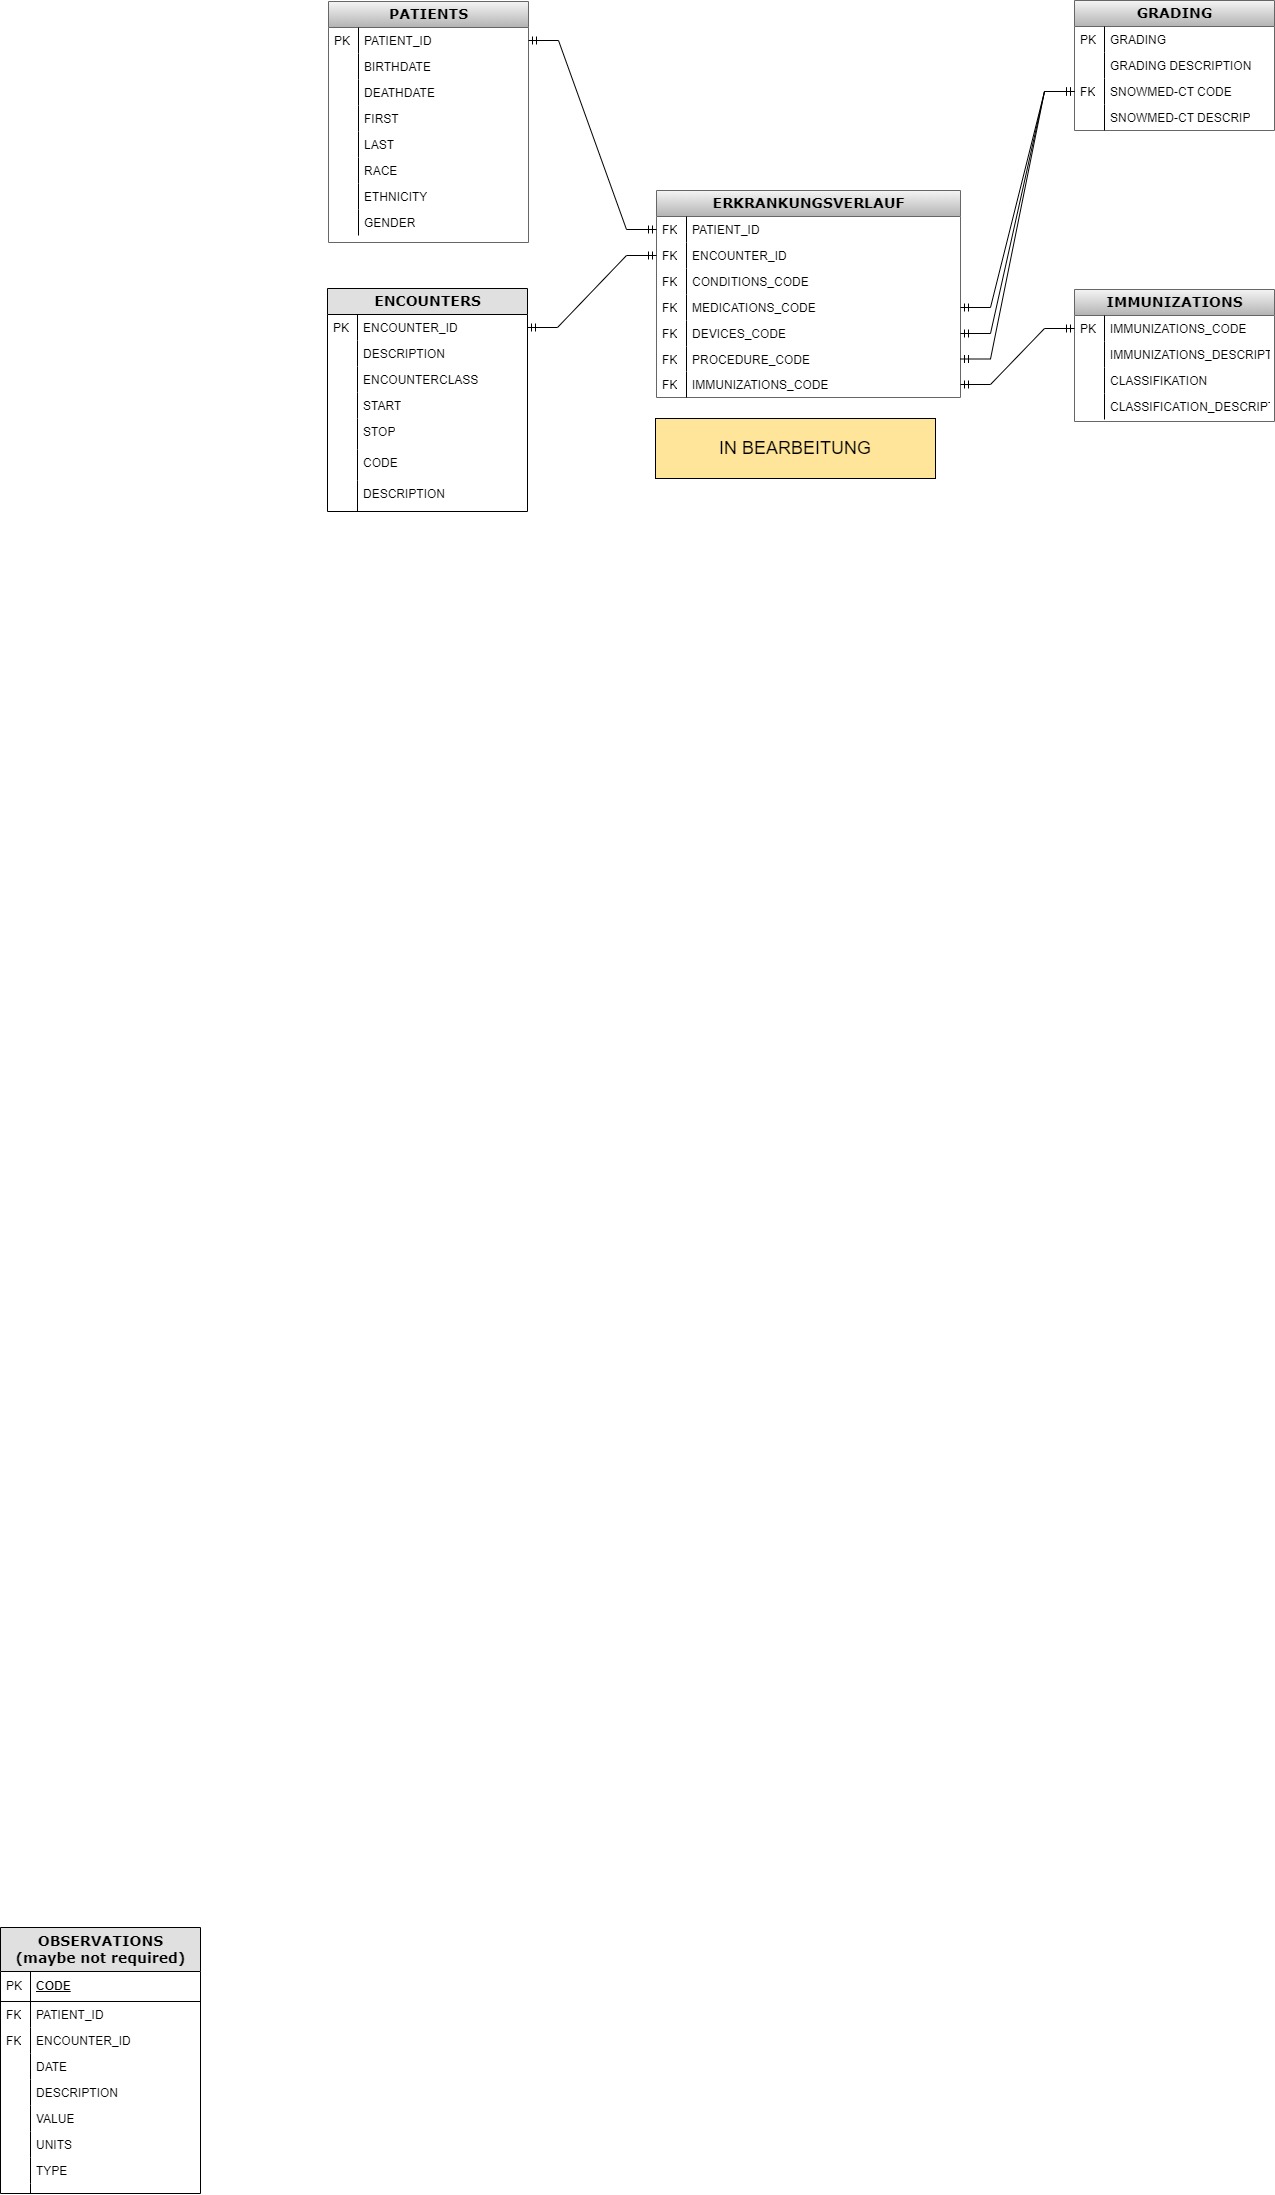 PATIENTS
PK PATIENT_ID
BIRTHDATE
DEATHDATE
FIRST
LAST
RACE
ETHNICITY
GENDER
ENCOUNTERS
PK ENCOUNTER_ID
DESCRIPTION
ENCOUNTERCLASS
START
STOP
CODE
DESCRIPTION
ERKRANKUNGSVERLAUF
FK PATIENT_ID
FK ENCOUNTER_ID
FK CONDITIONS_CODE
FK MEDICATIONS_CODE
FK DEVICES_CODE
FK PROCEDURE_CODE
FK IMMUNIZATIONS_CODE
IN BEARBEITUNG
GRADING
PK GRADING
GRADING DESCRIPTION
FK SNOWMED-CT CODE
SNOWMED-CT DESCRIP
IMMUNIZATIONS
PK IMMUNIZATIONS_CODE
IMMUNIZATIONS_DESCRIPT
CLASSIFIKATION
CLASSIFICATION_DESCRIPT
OBSERVATIONS
(maybe not required)
PK CODE
FK PATIENT_ID
FK ENCOUNTER_ID
DATE
DESCRIPTION
VALUE
UNITS
TYPE